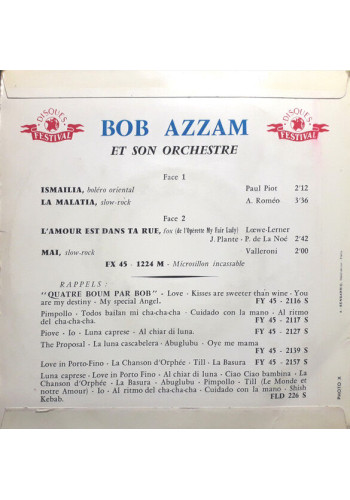 DISQUES FESTIVAL
DISQUES FESTIVAL
BOB AZZAM
ET SON ORCHESTRE
Face 1
ISMAILIA, boléro oriental Paul Piot 2'12
LA MALATIA, slow-rock A. Roméo 3'36
Face 2
L'AMOUR EST DANS TA RUE, fox (de l'Opérette My Fair Lady) Lœwe-Lerner
J. Plante - P. de La Noé 2'42
MAI, slow-rock Valleroni 2'00
FX 45 - 1224 M - Microsillon incassable
RAPPELS :
"QUATRE BOUM PAR BOB" - Love - Kisses are sweeter than wine - You
are my destiny - My special Angel. FY 45 - 2116 S
Pimpollo - Todos bailan mi cha-cha-cha - Cuidado con la mano - Al ritmo
del cha-cha-cha. FY 45 - 2117 S
Piove - Io - Luna caprese - Al chiar di luna. FY 45 - 2127 S
The Proposal - La luna cascabelera - Abuglubu - Oye me mama
FY 45 - 2139 S
Love in Porto-Fino - La Chanson d'Orphée - Till - La Basura FY 45 - 2157 S
Luna caprese - Love in Porto Fino - Al chiar di luna - Ciao Ciao bambina - La
Chanson d'Orphée - La Basura - Abuglubu - Pimpollo - Till (Le Monde et
notre Amour) - Io - Al ritmo del cha-cha-cha - Cuidado con la mano - Shish
Kebab. FLD 226 S
PHOTO X